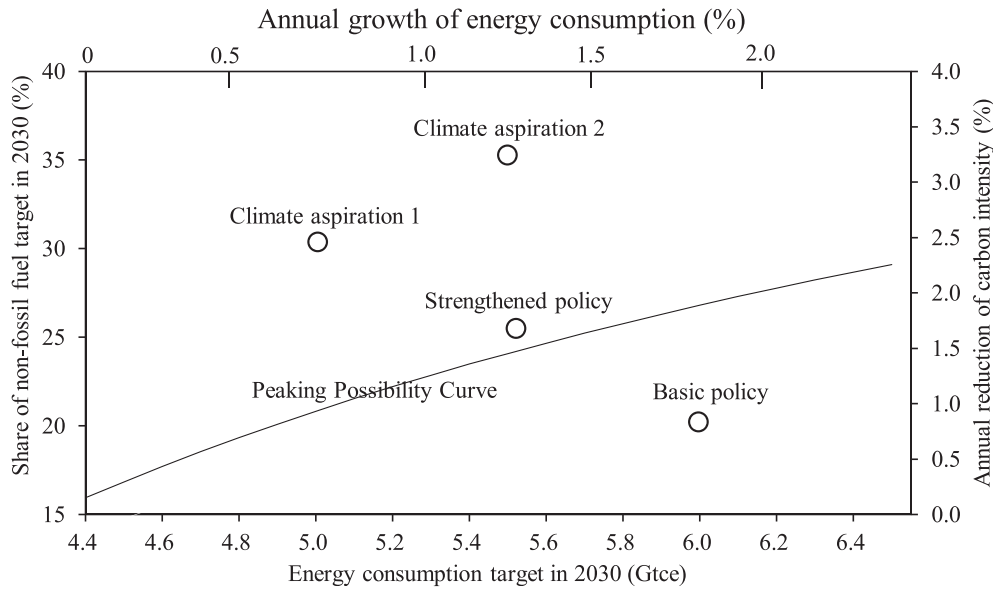 Annual growth of energy consumption (%)
0 0.5 1.0 1.5 2.0
40 4.0
Share of non-fossil fuel target in 2030 (%)
Annual reduction of carbon intensity (%)
3.5
Climate aspiration 2
35
3.0
Climate aspiration 1
2.5
30
Strengthened policy
2.0
25
1.5
Peaking Possibility Curve
Basic policy
1.0
20
0.5
15 0.0
4.4 4.6 4.8 5.0 5.2 5.4 5.6 5.8 6.0 6.2 6.4
Energy consumption target in 2030 (Gtce)